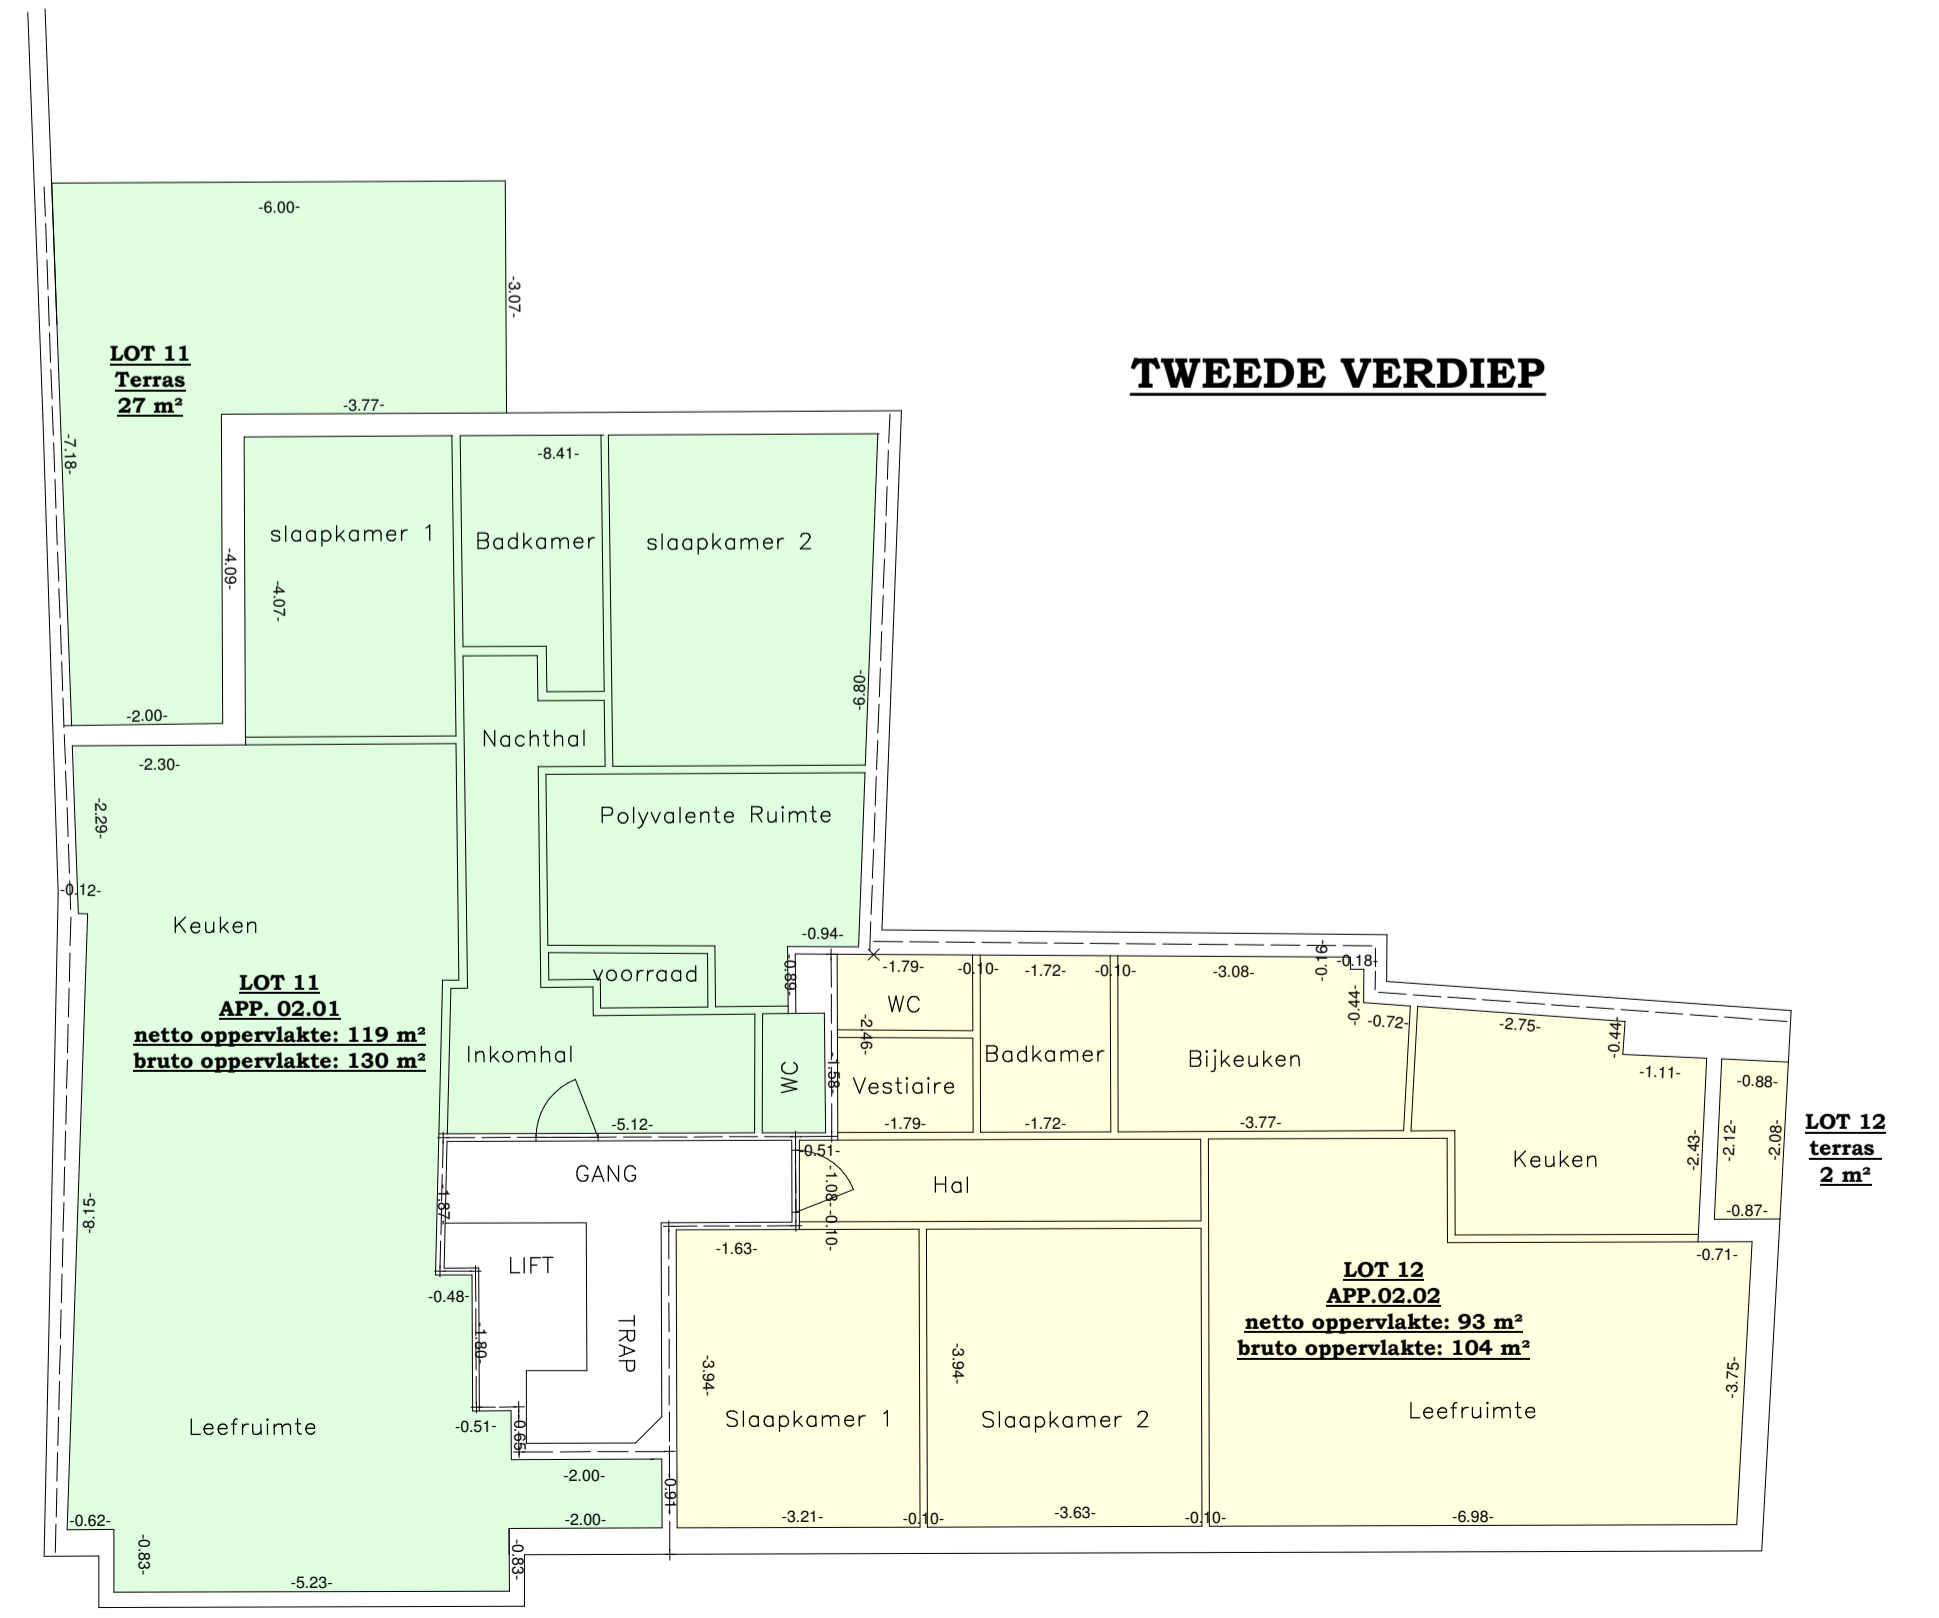 -6.00-
-3.07-
LOT 11
Terras
27 m²
TWEEDE VERDIEP
-3.77-
-7.18-
-8.41-
slaapkamer 1
Badkamer
slaapkamer 2
-4.09-
-4.07-
-6.80-
-2.00-
Nachthal
-2.30-
-2.29-
Polyvalente Ruimte
-0.12-
Keuken
-0.94-
voorraad
-0.89-
LOT 11
APP. 02.01
netto oppervlakte: 119 m²
bruto oppervlakte: 130 m²
-1.79-
-0.10-
-1.72-
-0.10-
-3.08-
-0.16-
-0.18-
WC
-0.44-
-0.72-
-2.75-
-0.44-
-2.46-
Inkomhal
WC
-1.58-
Vestiaire
Badkamer
Bijkeuken
-1.11-
-0.88-
-5.12-
-1.79-
-1.72-
-3.77-
-2.43-
-2.12-
-2.08-
LOT 12
terras
2 m²
GANG
-0.51-
-1.08-
-0.10-
Hal
Keuken
-8.15-
-1.87-
-0.87-
LIFT
-1.63-
-0.71-
-0.48-
LOT 12
APP.02.02
netto oppervlakte: 93 m²
bruto oppervlakte: 104 m²
-1.80-
TRAP
-3.94-
-3.94-
-3.75-
Leefruimte
-0.51-
-0.65-
Slaapkamer 1
Slaapkamer 2
Leefruimte
-2.00-
-0.91-
-0.62-
-2.00-
-3.21-
-0.10-
-3.63-
-0.10-
-6.98-
-0.83-
-0.83-
-5.23-